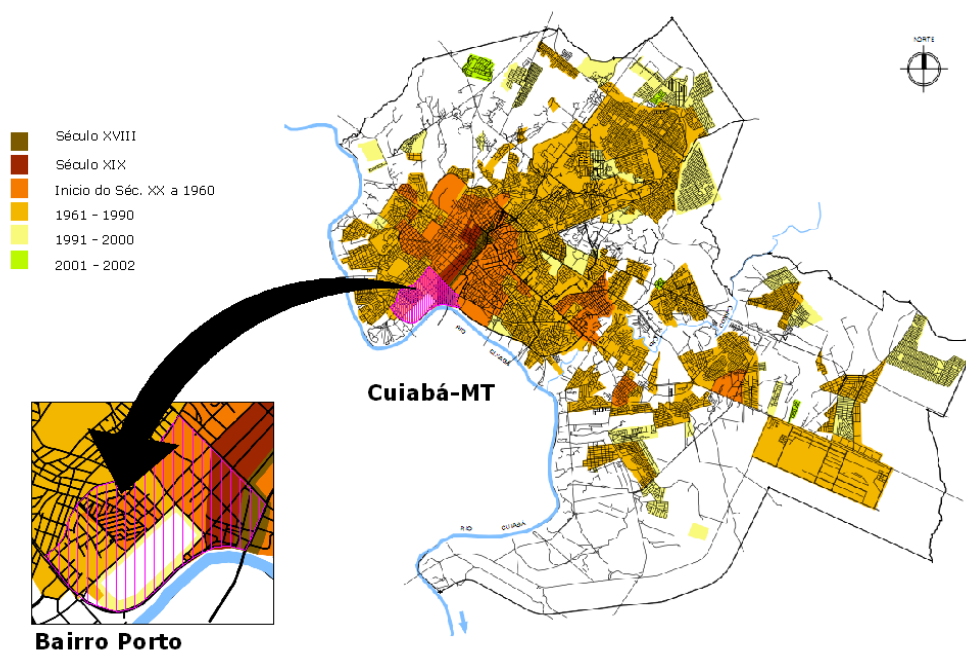 NORTE
Século XVIII
Século XIX
Inicio do Séc. XX a 1960
1961 - 1990
1991 - 2000
2001 - 2002
RIO
CUIABÁ
Cuiabá-MT
RIO CUIABA
Bairro Porto